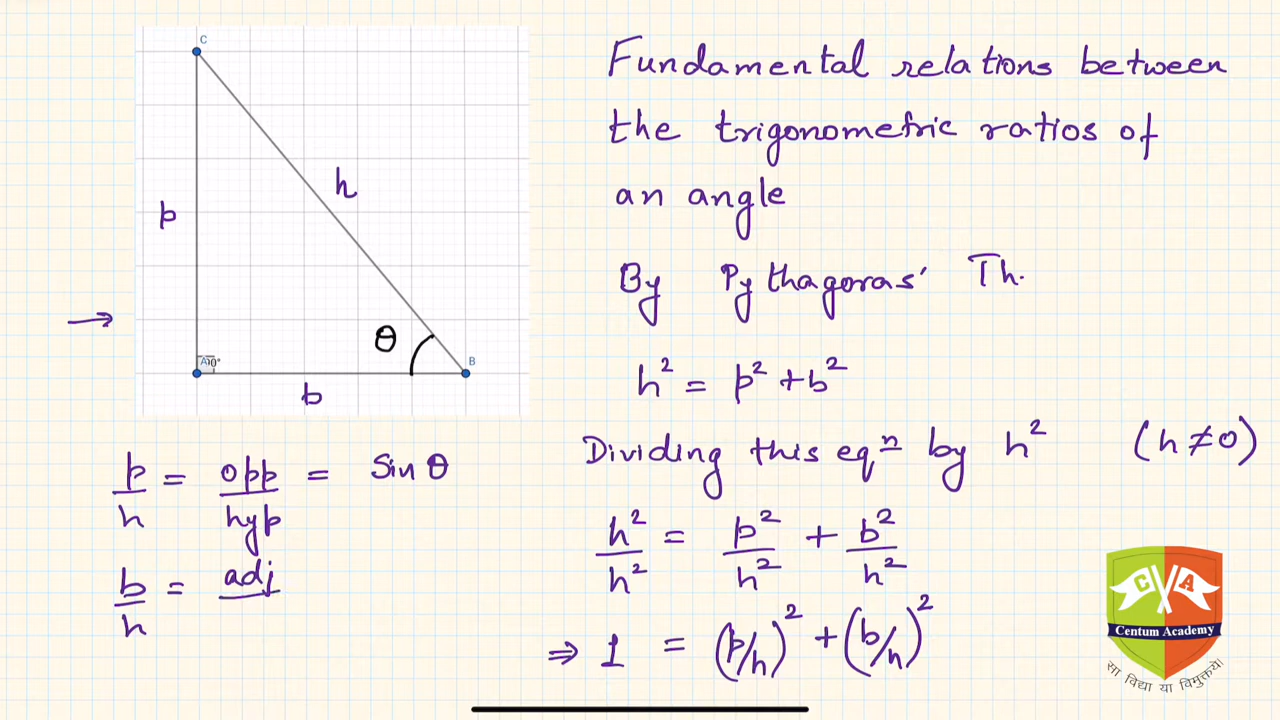 C
h
p
θ
A 90°
B
b
Fundamental relations between
the trigonometric ratios of
an angle
By Pythagoras' Th.
h² = p² + b²
Dividing this eqⁿ by h² (h ≠ 0)
h²/h² = p²/h² + b²/h²
⇒ 1 = (p/h)² + (b/h)²
→
p/h = opp/hyp = Sin θ
b/h = adj
C A
Centum Academy
सा विद्या या विमुक्तये।